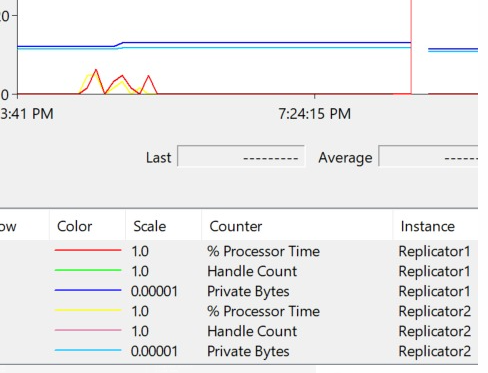 20
0
3:41 PM 7:24:15 PM
Last --------- Average -----
ow Color Scale Counter Instance
1.0 % Processor Time Replicator1
1.0 Handle Count Replicator1
0.00001 Private Bytes Replicator1
1.0 % Processor Time Replicator2
1.0 Handle Count Replicator2
0.00001 Private Bytes Replicator2